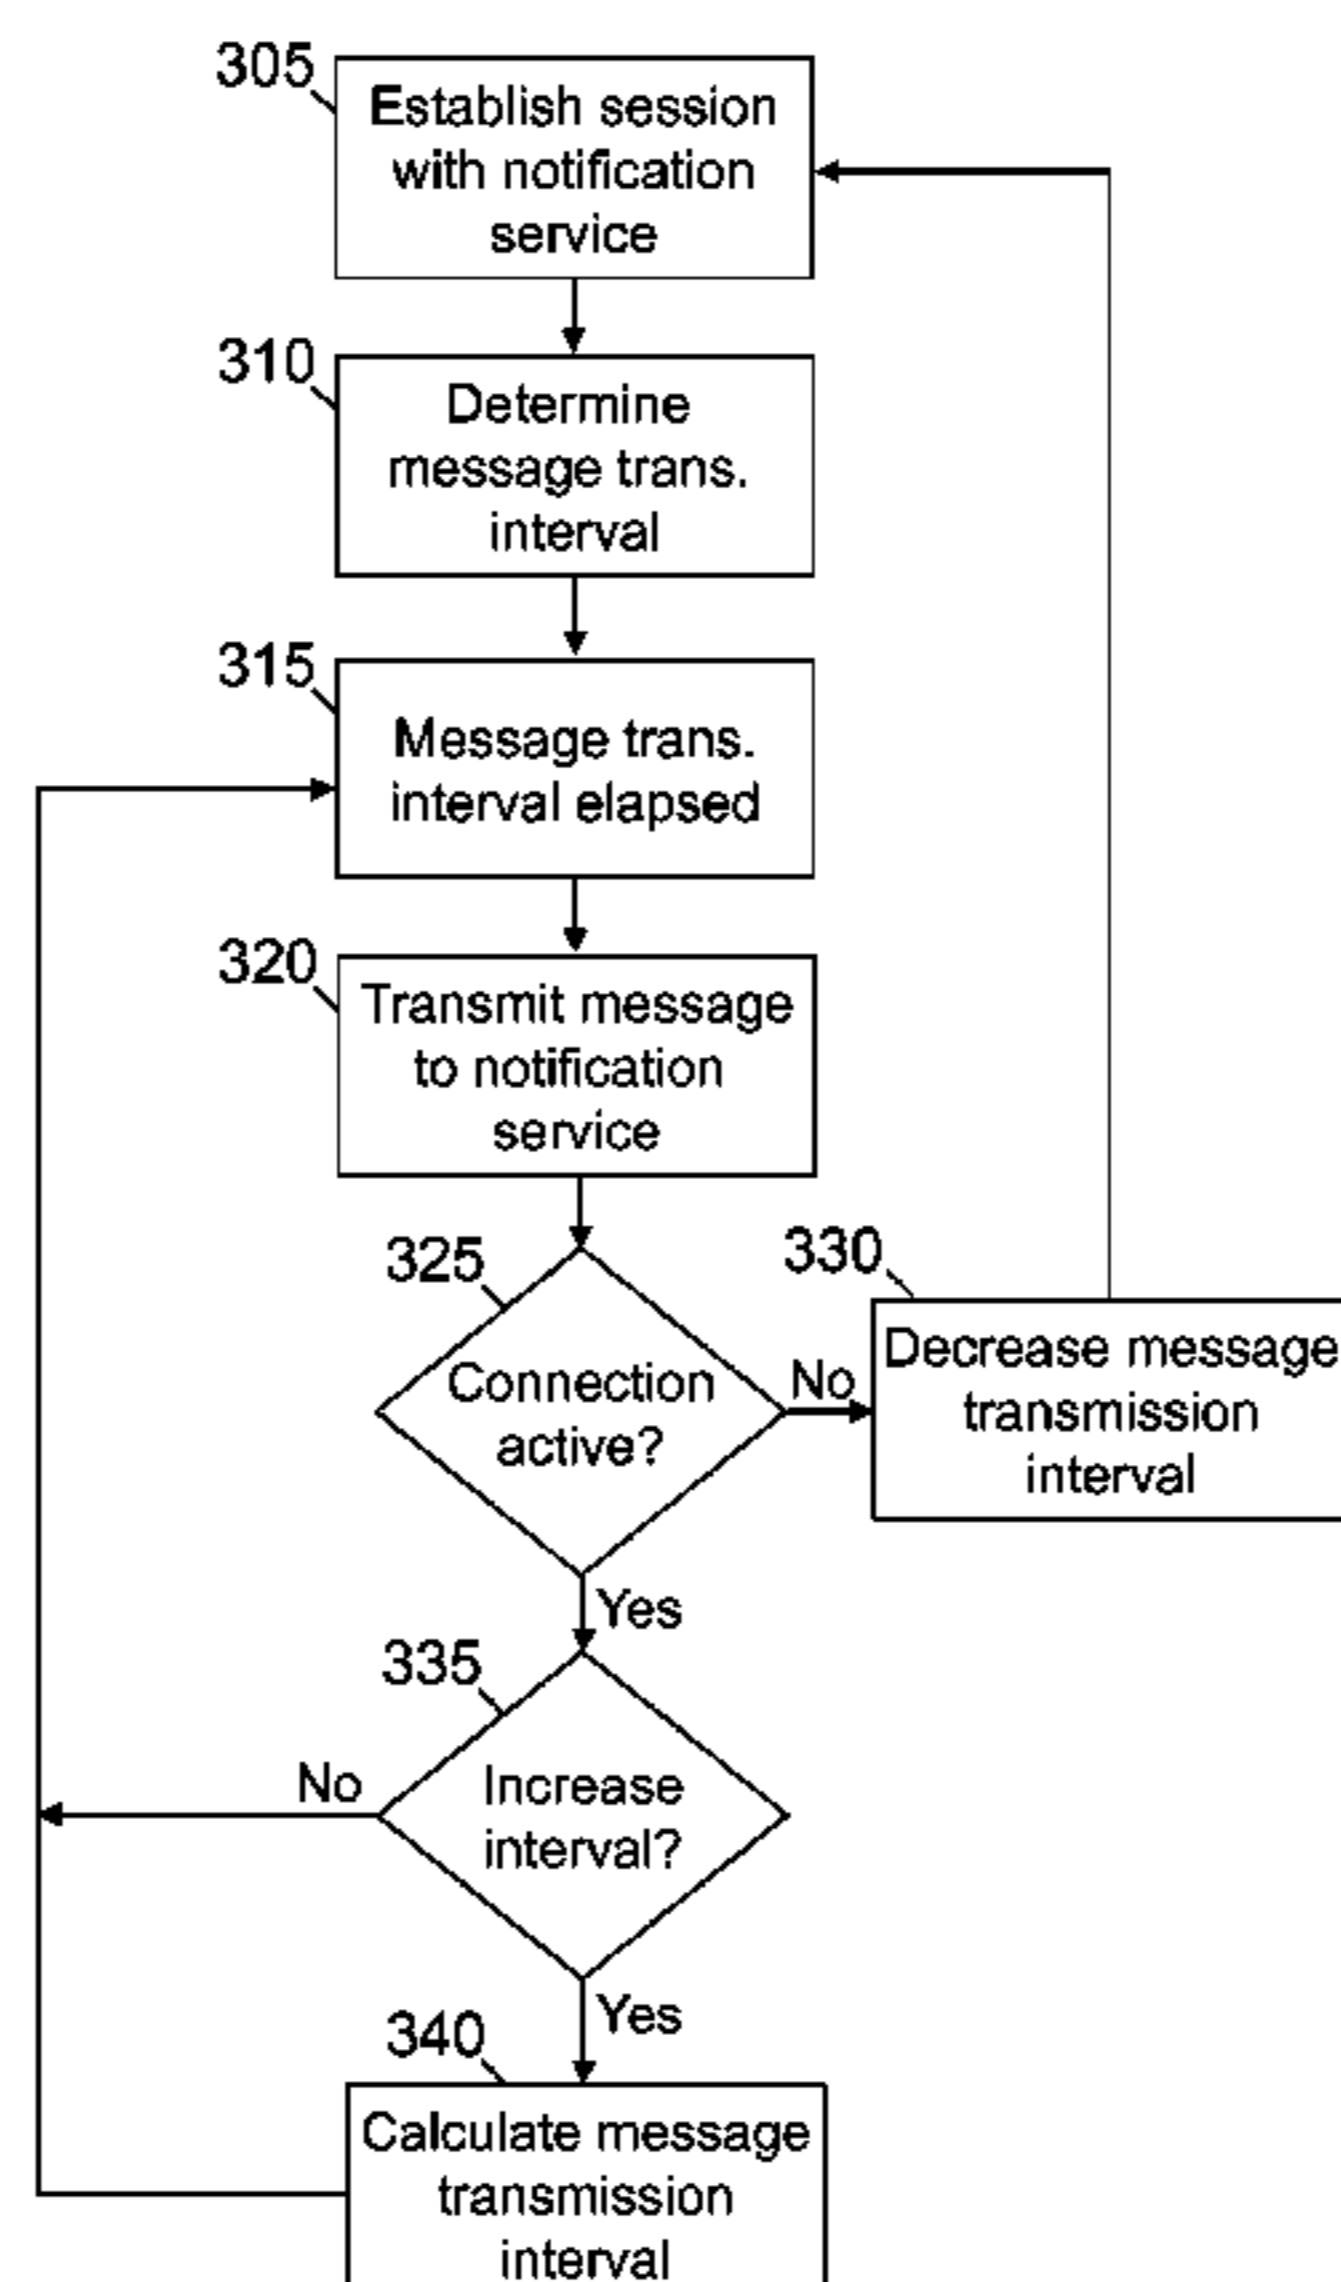 305
Establish session
with notification
service
310
Determine
message trans.
interval
315
Message trans.
interval elapsed
320
Transmit message
to notification
service
325
Connection
active?
No
330
Decrease message
transmission
interval
Yes
335
Increase
interval?
No
Yes
340
Calculate message
transmission
interval